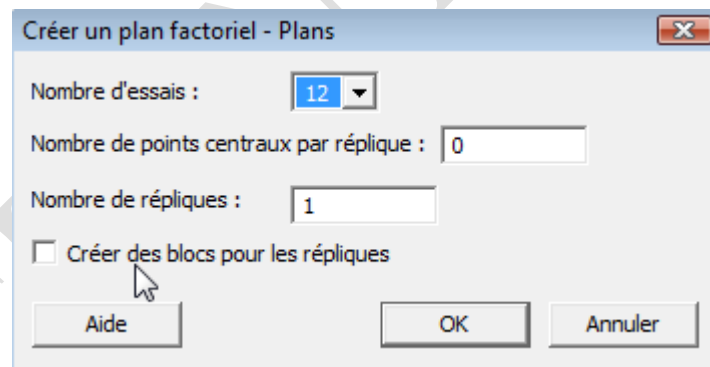 Créer un plan factoriel - Plans
Nombre d'essais : 12
Nombre de points centraux par réplique : 0
Nombre de répliques : 1
Créer des blocs pour les répliques
Aide OK Annuler